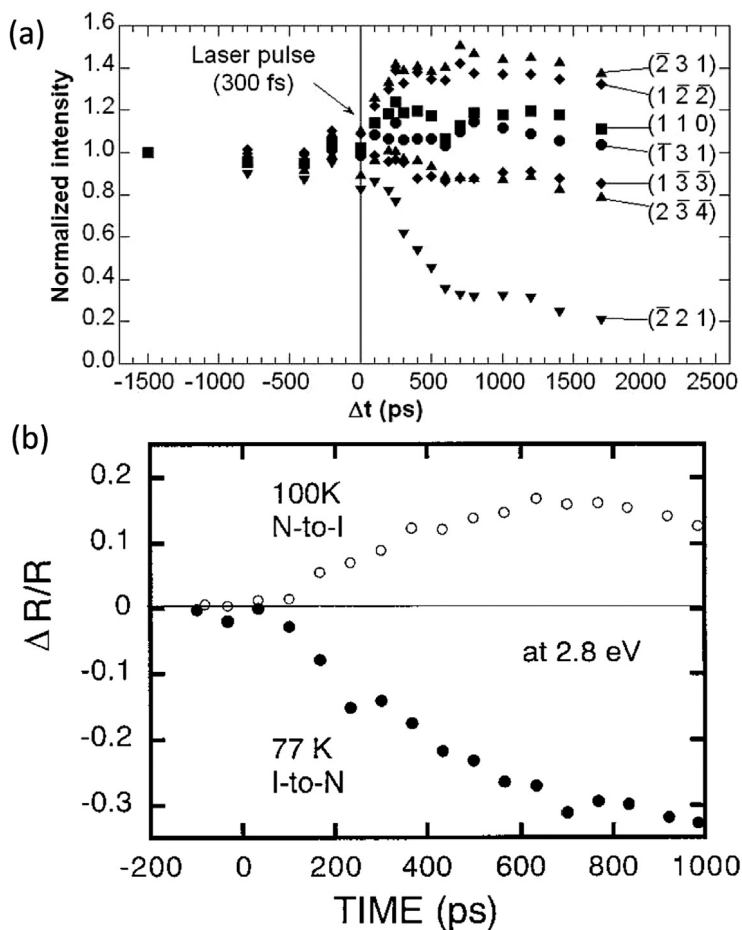 (a)
1.6
1.4
1.2
1.0
0.8
0.6
0.4
0.2
0.0
Normalized intensity
Laser pulse
(300 fs)
(2̅ 3 1)
(1 2̅ 2̅)
(1 1 0)
(1̅ 3 1)
(1 3̅ 3̅)
(2 3̅ 4̅)
(2̅ 2 1)
-1500 -1000 -500 0 500 1000 1500 2000 2500
Δt (ps)
(b)
0.2
0.1
0
-0.1
-0.2
-0.3
Δ R/R
100K
N-to-I
at 2.8 eV
77 K
I-to-N
-200 0 200 400 600 800 1000
TIME (ps)